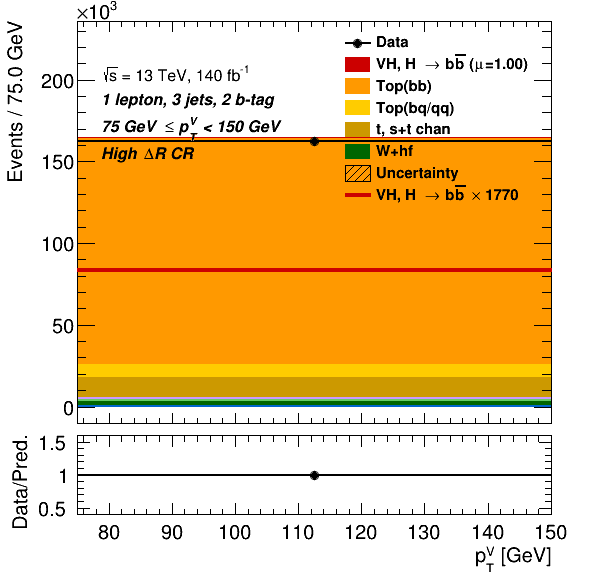 ×10³
Events / 75.0 GeV
200
150
100
50
0
√s = 13 TeV, 140 fb⁻¹
1 lepton, 3 jets, 2 b-tag
75 GeV ≤ p_T^V < 150 GeV
High ΔR CR
Data
VH, H → bb̅ (μ=1.00)
Top(bb)
Top(bq/qq)
t, s+t chan
W+hf
Uncertainty
VH, H → bb̅ × 1770
Data/Pred.
1.5
1
0.5
80 90 100 110 120 130 140 150
p_T^V [GeV]